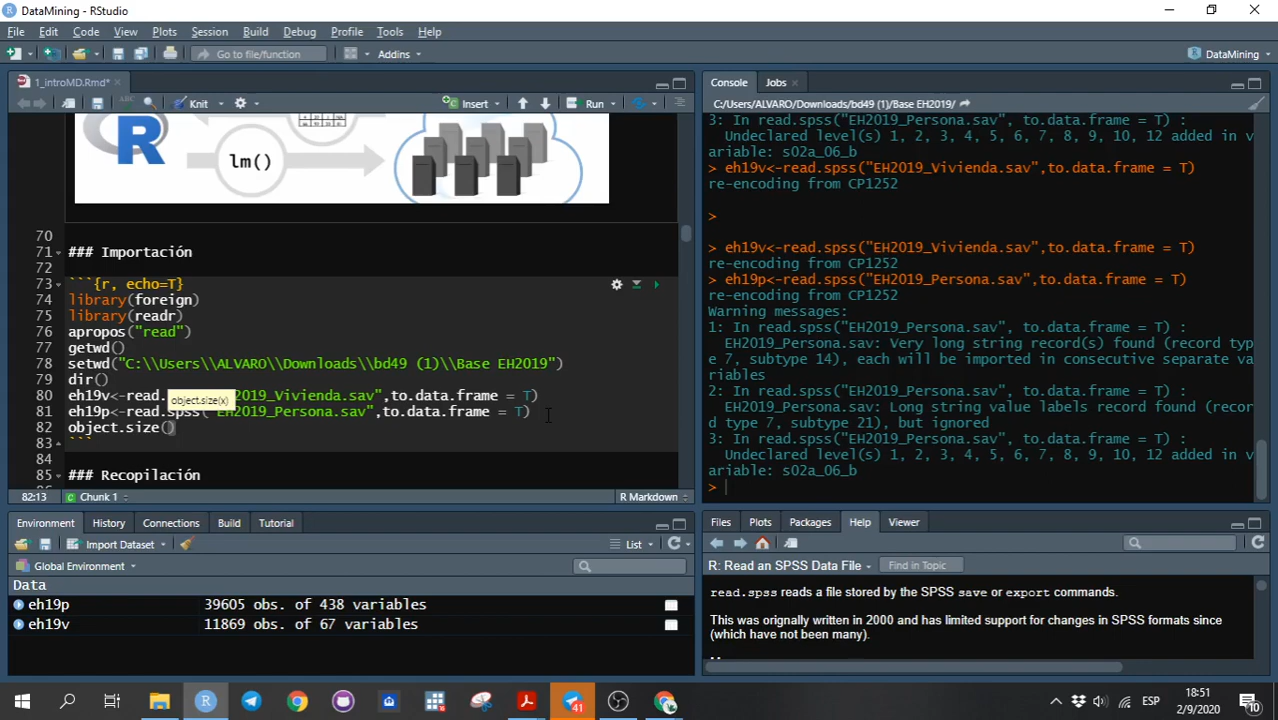 DataMining - RStudio
File Edit Code View Plots Session Build Debug Profile Tools Help
Go to file/function
Addins
DataMining
1_introMD.Rmd*
ABC
Knit
Insert
Run
R
lm()
70
71 ### Importación
72
73 ```{r, echo=T}
74 library(foreign)
75 library(readr)
76 apropos("read")
77 getwd()
78 setwd("C:\\Users\\ALVARO\\Downloads\\bd49 (1)\\Base EH2019")
79 dir()
80 eh19v<-read.
object.size(x)
H2019_Vivienda.sav",to.data.frame = T)
81 eh19p<-read.spss("EH2019_Persona.sav",to.data.frame = T)
82 object.size()
83 ```
84
85 ### Recopilación
82:13
Chunk 1
R Markdown
Console Jobs
C:/Users/ALVARO/Downloads/bd49 (1)/Base EH2019/
3: In read.spss("EH2019_Persona.sav", to.data.frame = T) :
Undeclared level(s) 1, 2, 3, 4, 5, 6, 7, 8, 9, 10, 12 added in v
ariable: s02a_06_b
> eh19v<-read.spss("EH2019_Vivienda.sav",to.data.frame = T)
re-encoding from CP1252
>
> eh19v<-read.spss("EH2019_Vivienda.sav",to.data.frame = T)
re-encoding from CP1252
> eh19p<-read.spss("EH2019_Persona.sav",to.data.frame = T)
re-encoding from CP1252
Warning messages:
1: In read.spss("EH2019_Persona.sav", to.data.frame = T) :
EH2019_Persona.sav: Very long string record(s) found (record typ
e 7, subtype 14), each will be imported in consecutive separate va
riables
2: In read.spss("EH2019_Persona.sav", to.data.frame = T) :
EH2019_Persona.sav: Long string value labels record found (recor
d type 7, subtype 21), but ignored
3: In read.spss("EH2019_Persona.sav", to.data.frame = T) :
Undeclared level(s) 1, 2, 3, 4, 5, 6, 7, 8, 9, 10, 12 added in v
ariable: s02a_06_b
>
Environment History Connections Build Tutorial
Import Dataset
List
Global Environment
Data
eh19p 39605 obs. of 438 variables
eh19v 11869 obs. of 67 variables
Files Plots Packages Help Viewer
R: Read an SPSS Data File
Find in Topic
read.spss reads a file stored by the SPSS save or export commands.
This was orignally written in 2000 and has limited support for changes in SPSS formats since
(which have not been many).
R
41
ESP
18:51
2/9/2020
10